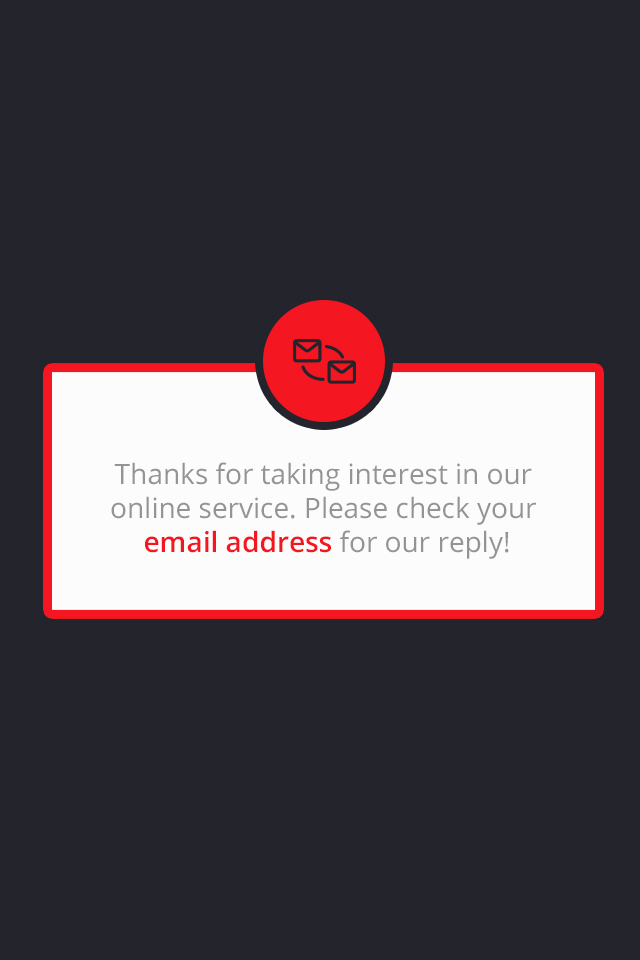 Thanks for taking interest in our
online service. Please check your
email address for our reply!